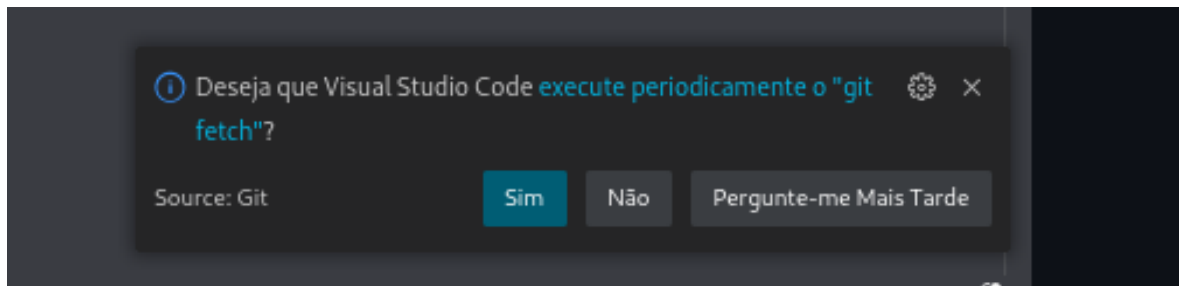 Deseja que Visual Studio Code execute periodicamente o "git
fetch"?
Source: Git
Sim
Não
Pergunte-me Mais Tarde